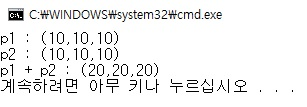 C:\WINDOWS\system32\cmd.exe
p1 : (10,10,10)
p2 : (10,10,10)
p1 + p2 : (20,20,20)
계속하려면 아무 키나 누르십시오 . . .